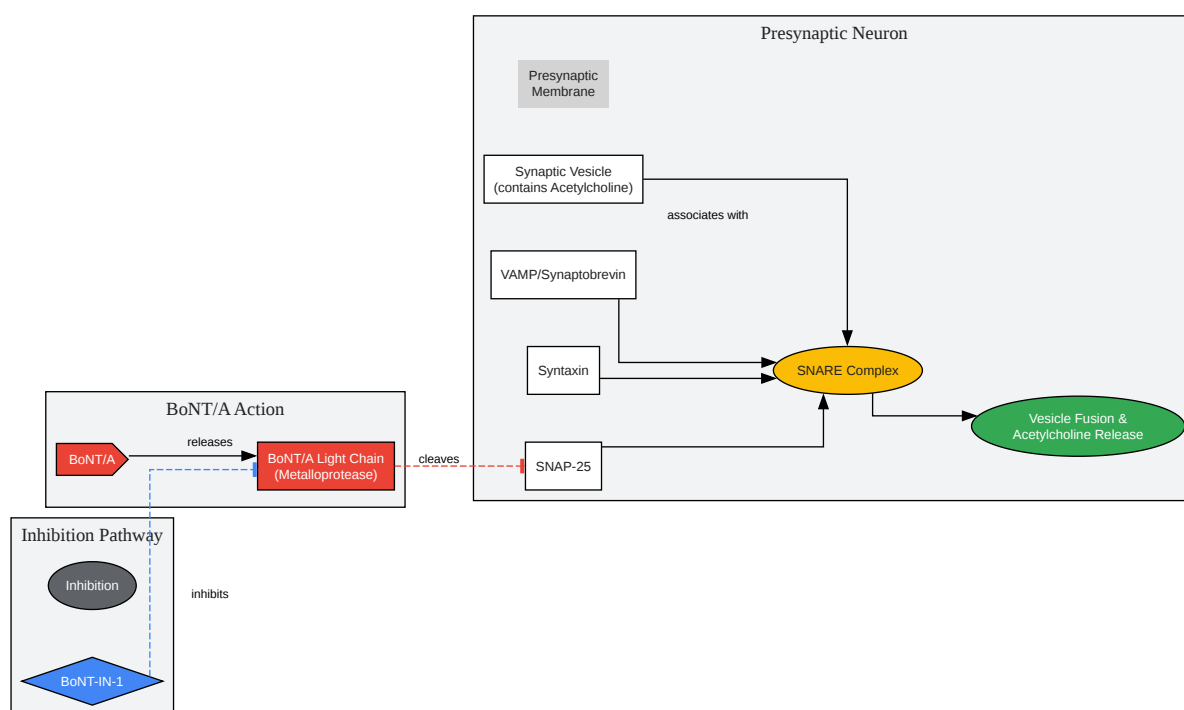 Presynaptic Neuron
Presynaptic
Membrane
Synaptic Vesicle
(contains Acetylcholine)
associates with
VAMP/Synaptobrevin
Syntaxin
SNARE Complex
Vesicle Fusion &
Acetylcholine Release
SNAP-25
BoNT/A Action
BoNT/A
releases
BoNT/A Light Chain
(Metalloprotease)
cleaves
Inhibition Pathway
Inhibition
inhibits
BoNT-IN-1